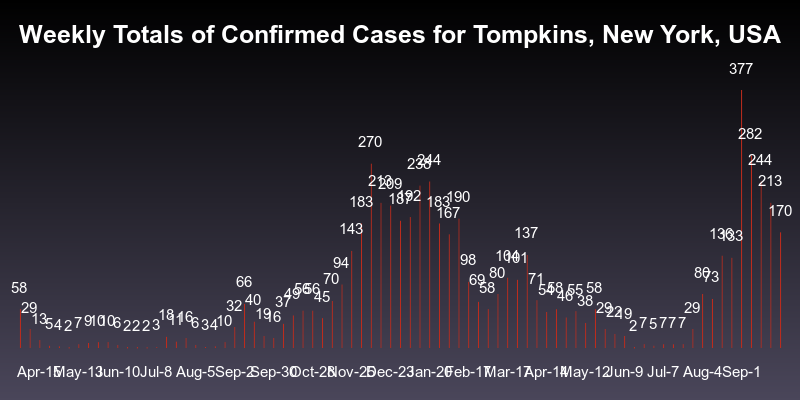 Weekly Totals of Confirmed Cases for Tompkins, New York, USA
58 29 13 5 4 2 7 9 10 10 6 2 2 2 3 18 11 16 6 3 4 10 32 66 40 19 16 37 49 56 56 45 70 94 143 183 270 213 209 187 192 244 183 167 190 98 69 58 80 104 101 137 71 54 58 46 55 38 58 29 19 2 7 5 7 7 7 29 80 73 136 133 377 282 244 213 170
Apr-15 May-13 Jun-10 Jul-8 Aug-5 Sep-2 Sep-30 Oct-28 Nov-25 Dec-23 Jan-20 Feb-17 Mar-17 Apr-14 May-12 Jun-9 Jul-7 Aug-4 Sep-1